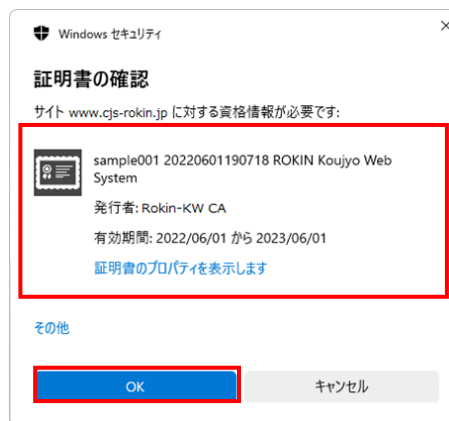 Windows セキュリティ
証明書の確認
サイト www.cjs-rokin.jp に対する資格情報が必要です:
sample001 20220601190718 ROKIN Koujyo Web
System
発行者: Rokin-KW CA
有効期間: 2022/06/01 から 2023/06/01
証明書のプロパティを表示します
その他
OK
キャンセル